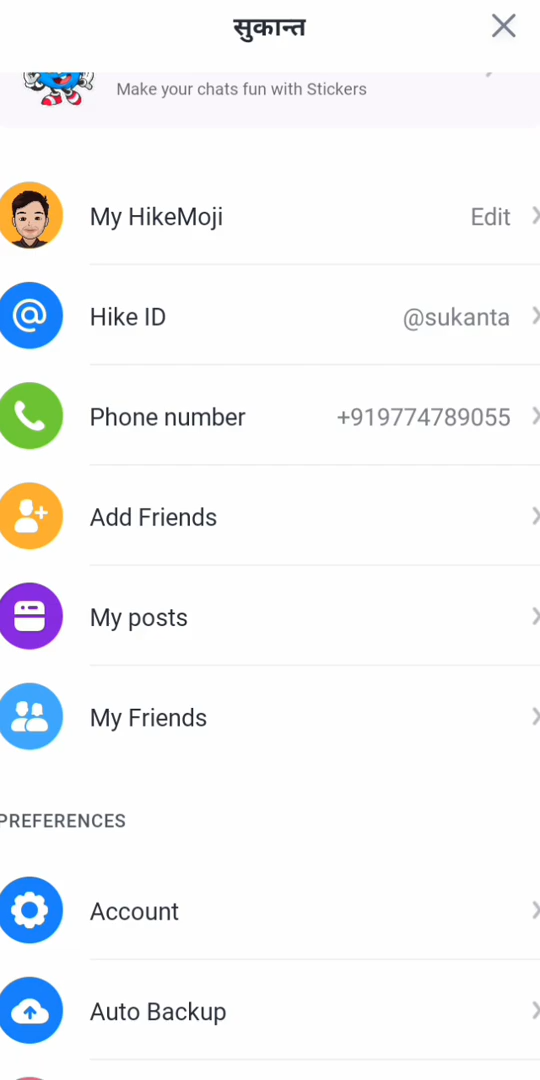 सुकान्त
Make your chats fun with Stickers
My HikeMoji Edit
Hike ID @sukanta
Phone number +919774789055
Add Friends
My posts
My Friends
PREFERENCES
Account
Auto Backup